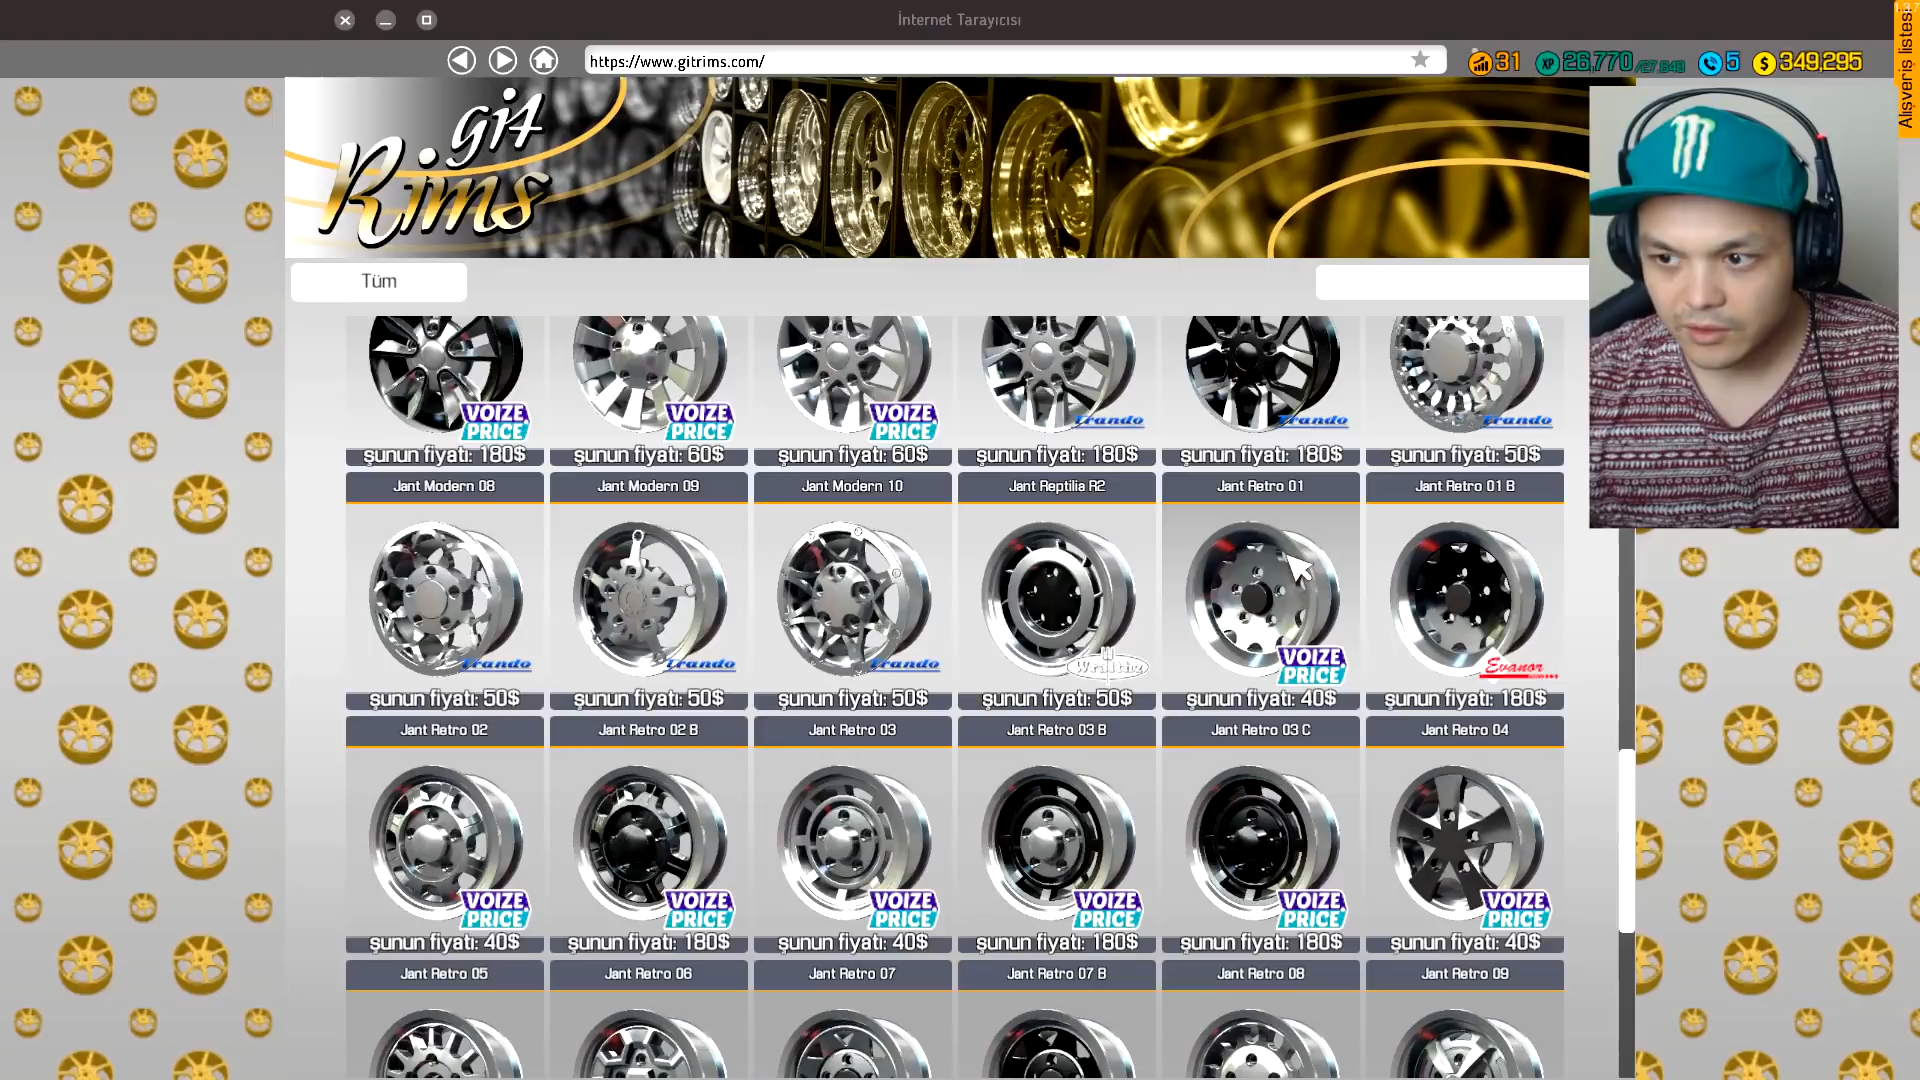 İnternet Tarayıcısı
1.3.7
https://www.gitrims.com/
31
XP
26,770/27,648
5
$
349,295
Alışveriş listesi
git
Rims
Tüm
VOIZE PRICE
VOIZE PRICE
VOIZE PRICE
Trando
Trando
Trando
şunun fiyatı: 180$
şunun fiyatı: 60$
şunun fiyatı: 60$
şunun fiyatı: 180$
şunun fiyatı: 180$
şunun fiyatı: 50$
Jant Modern 08
Jant Modern 09
Jant Modern 10
Jant Reptilia R2
Jant Retro 01
Jant Retro 01 B
Trando
Trando
Trando
VOIZE PRICE
Evanor
şunun fiyatı: 50$
şunun fiyatı: 50$
şunun fiyatı: 50$
şunun fiyatı: 50$
şunun fiyatı: 40$
şunun fiyatı: 180$
Jant Retro 02
Jant Retro 02 B
Jant Retro 03
Jant Retro 03 B
Jant Retro 03 C
Jant Retro 04
VOIZE PRICE
VOIZE PRICE
VOIZE PRICE
VOIZE PRICE
VOIZE PRICE
VOIZE PRICE
şunun fiyatı: 40$
şunun fiyatı: 180$
şunun fiyatı: 40$
şunun fiyatı: 180$
şunun fiyatı: 180$
şunun fiyatı: 40$
Jant Retro 05
Jant Retro 06
Jant Retro 07
Jant Retro 07 B
Jant Retro 08
Jant Retro 09